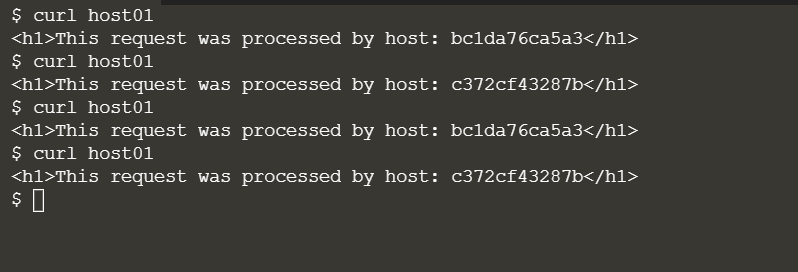 $ curl host01
<h1>This request was processed by host: bc1da76ca5a3</h1>
$ curl host01
<h1>This request was processed by host: c372cf43287b</h1>
$ curl host01
<h1>This request was processed by host: bc1da76ca5a3</h1>
$ curl host01
<h1>This request was processed by host: c372cf43287b</h1>
$